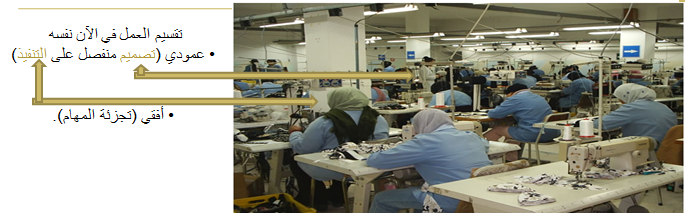 تقسيم العمل في الآن نفسه
• عمودي (تصميم منفصل على التنفيذ)
• أفقي (تجزئة المهام).